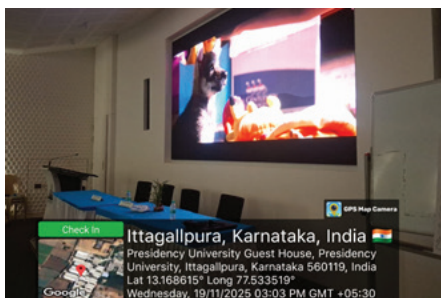 GPS Map Camera
Check In
Ittagallpura, Karnataka, India
Presidency University Guest House, Presidency
University, Ittagallpura, Karnataka 560119, India
Lat 13.168615° Long 77.533519°
Google
Wednesday, 19/11/2025 03:03 PM GMT +05:30